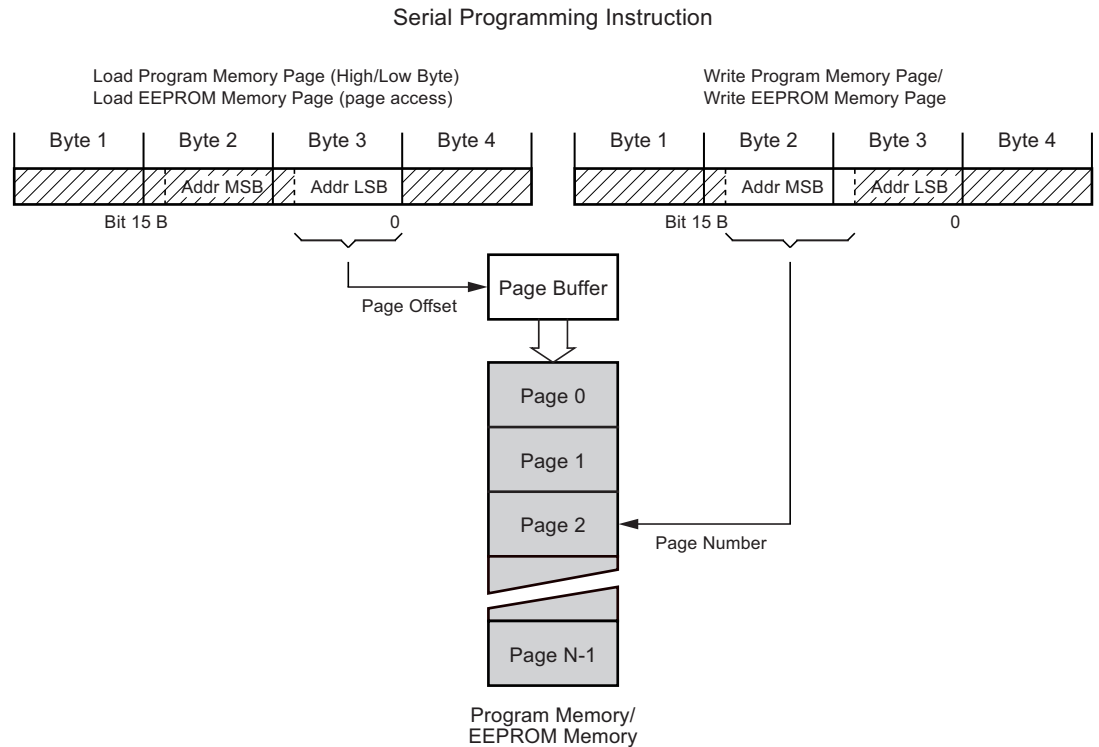 Serial Programming Instruction
Load Program Memory Page (High/Low Byte)
Load EEPROM Memory Page (page access)
Write Program Memory Page/
Write EEPROM Memory Page
Byte 1 Byte 2 Byte 3 Byte 4
Byte 1 Byte 2 Byte 3 Byte 4
Addr MSB Addr LSB
Addr MSB Addr LSB
Bit 15 B 0
Bit 15 B 0
Page Buffer
Page Offset
Page 0
Page 1
Page 2
Page Number
Page N-1
Program Memory/
EEPROM Memory